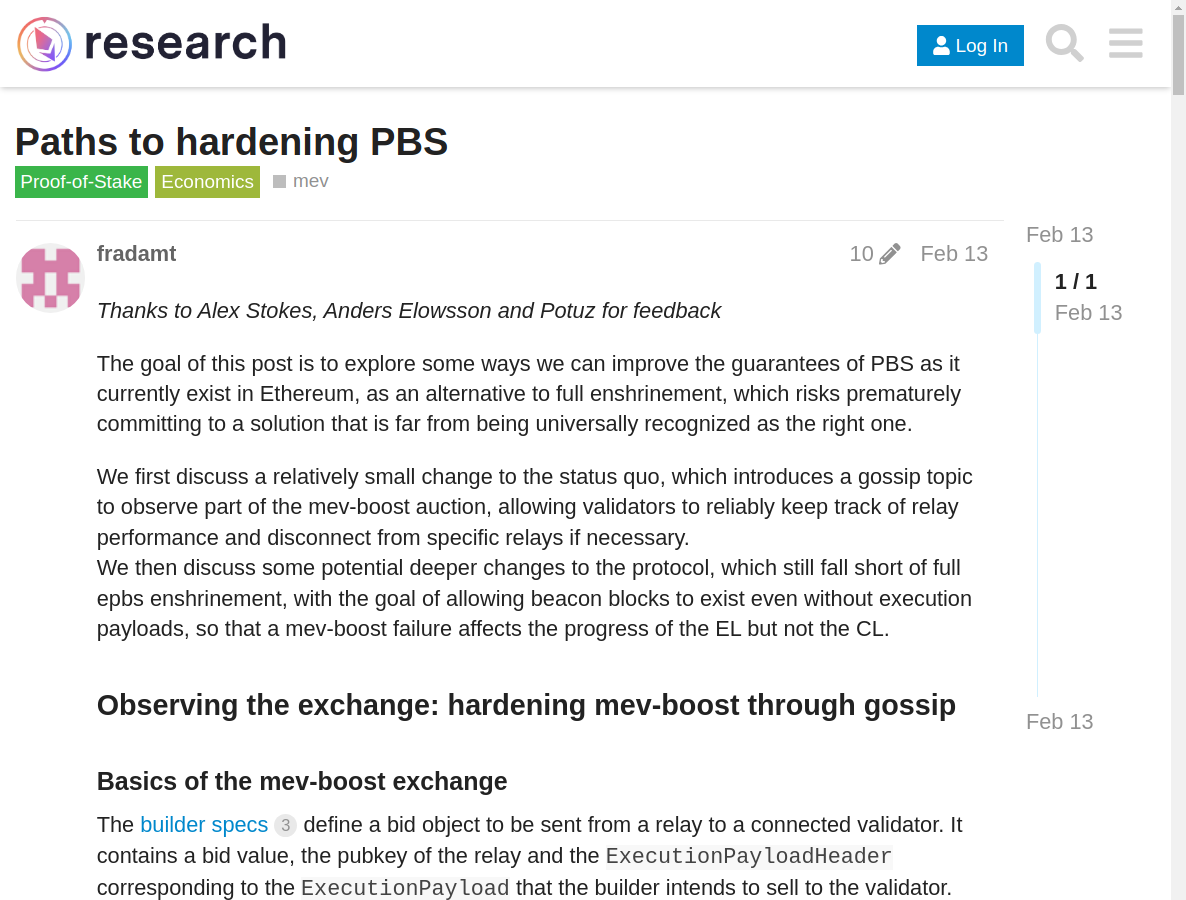 research
Log In
Paths to hardening PBS
Proof-of-Stake Economics mev
fradamt 10 Feb 13
Thanks to Alex Stokes, Anders Elowsson and Potuz for feedback
The goal of this post is to explore some ways we can improve the guarantees of PBS as it
currently exist in Ethereum, as an alternative to full enshrinement, which risks prematurely
committing to a solution that is far from being universally recognized as the right one.
We first discuss a relatively small change to the status quo, which introduces a gossip topic
to observe part of the mev-boost auction, allowing validators to reliably keep track of relay
performance and disconnect from specific relays if necessary.
We then discuss some potential deeper changes to the protocol, which still fall short of full
epbs enshrinement, with the goal of allowing beacon blocks to exist even without execution
payloads, so that a mev-boost failure affects the progress of the EL but not the CL.
Observing the exchange: hardening mev-boost through gossip
Basics of the mev-boost exchange
The builder specs 3 define a bid object to be sent from a relay to a connected validator. It
contains a bid value, the pubkey of the relay and the ExecutionPayloadHeader
corresponding to the ExecutionPayload that the builder intends to sell to the validator.
Feb 13
1 / 1
Feb 13
Feb 13